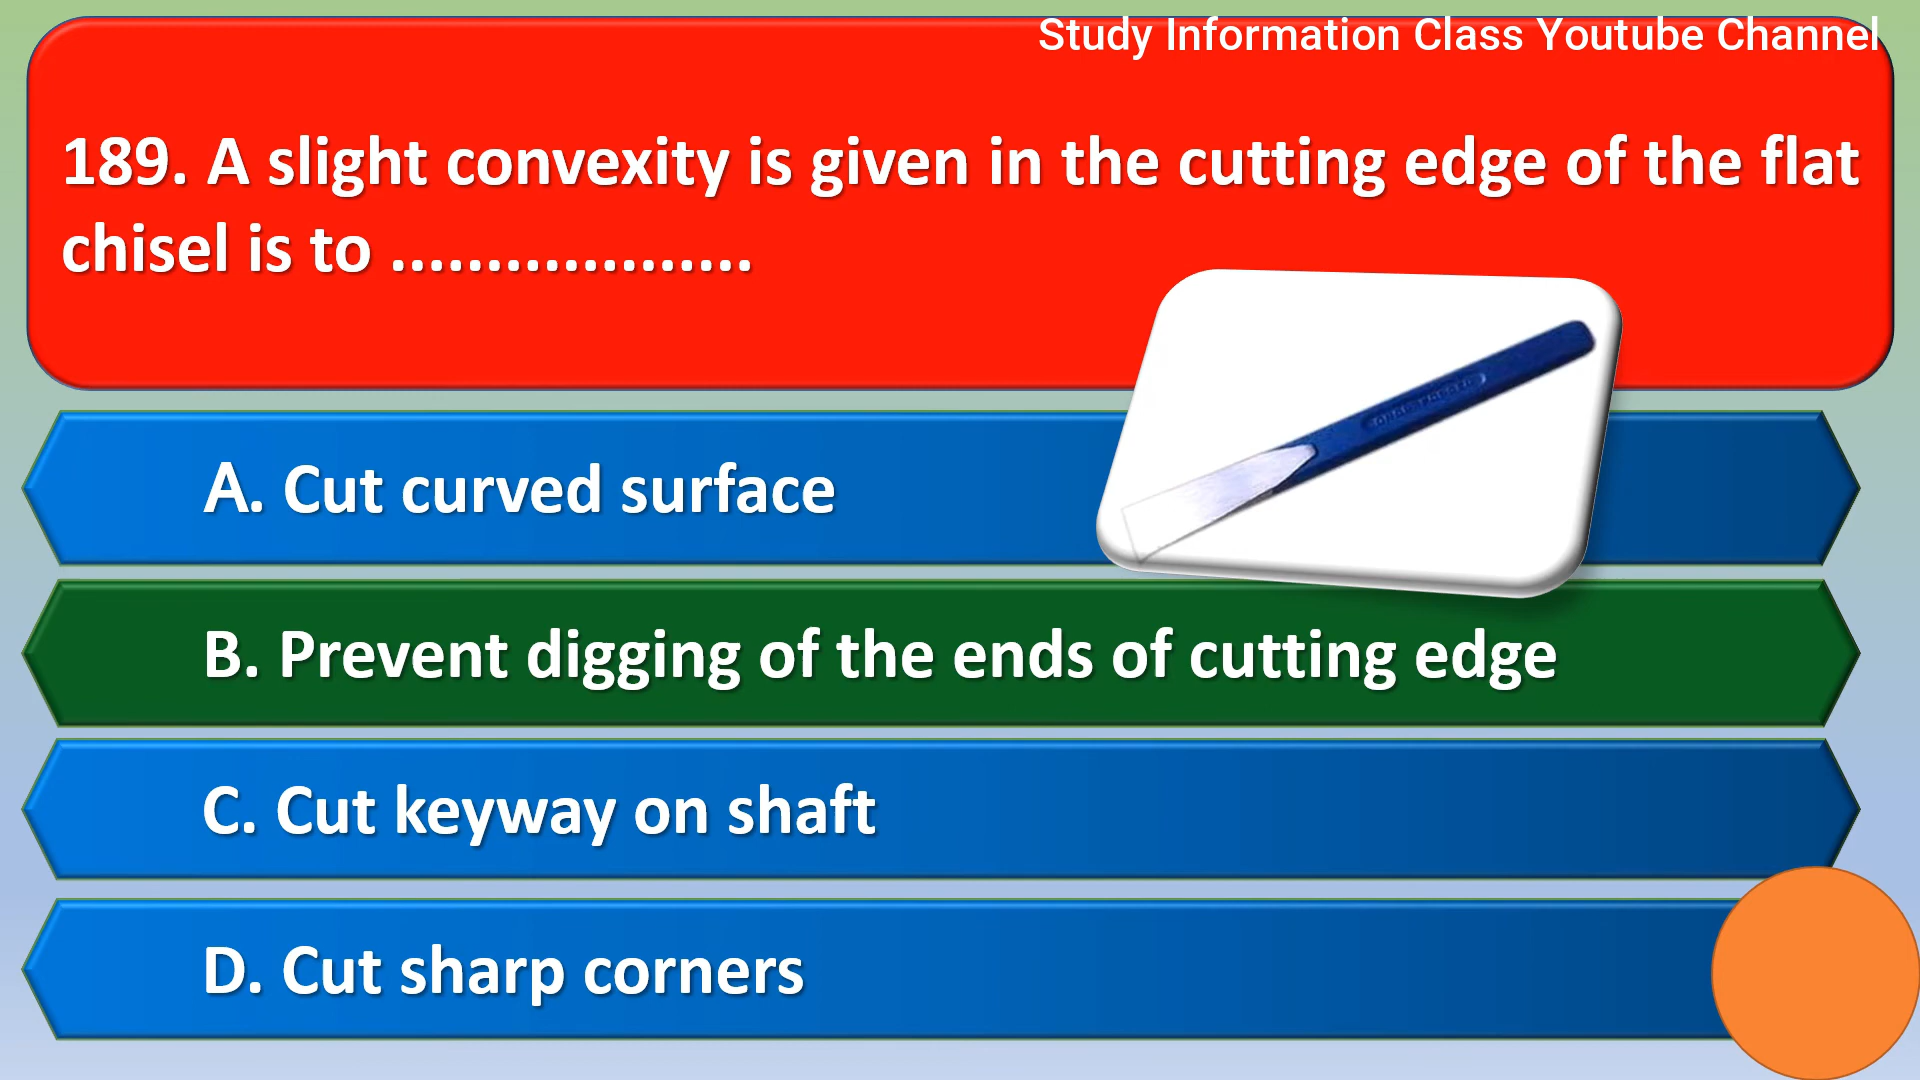 Study Information Class Youtube Channel
189. A slight convexity is given in the cutting edge of the flat
chisel is to ...................
A. Cut curved surface
B. Prevent digging of the ends of cutting edge
C. Cut keyway on shaft
D. Cut sharp corners